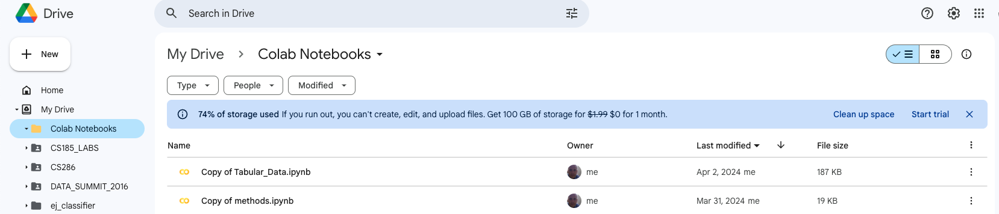 Drive
Search in Drive
New
Home
My Drive
Colab Notebooks
CS185_LABS
CS286
DATA_SUMMIT_2016
ej_classifier
My Drive > Colab Notebooks
Type People Modified
74% of storage used If you run out, you can't create, edit, and upload files. Get 100 GB of storage for $1.99 $0 for 1 month. Clean up space Start trial
Name Owner Last modified File size
Copy of Tabular_Data.ipynb me Apr 2, 2024 me 187 KB
Copy of methods.ipynb me Mar 31, 2024 me 19 KB